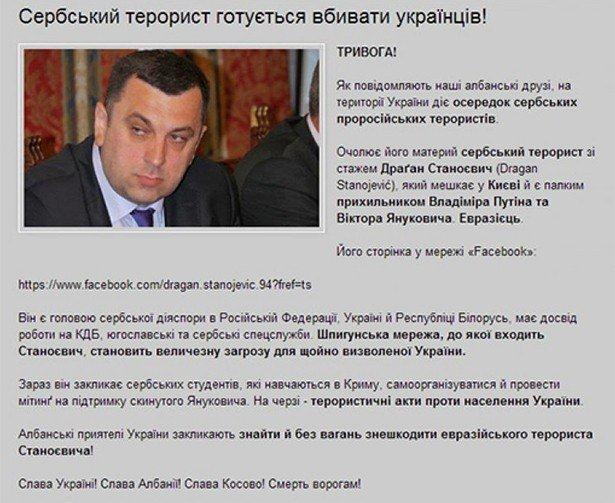 Сербський терорист готується вбивати українців!
ТРИВОГА!
Як повідомляють наші албанські друзі, на
території України діє осередок сербських
проросійських терористів.
Очолює його материй сербський терорист зі
стажем Драґан Станоєвич (Dragan
Stanojević), який мешкає у Києві й є палким
прихильником Владіміра Путіна та
Віктора Януковича. Евразієць.
Його сторінка у мережі «Facebook»:
https://www.facebook.com/dragan.stanojevic.94?fref=ts
Він є головою сербської діяспори в Російській Федерації, Україні й Республіці Білорусь, має досвід
роботи на КДБ, югославські та сербські спецслужби. Шпигунська мережа, до якої входить
Станоєвич, становить величезну загрозу для щойно визволеної України.
Зараз він закликає сербських студентів, які навчаються в Криму, самоорганізуватися й провести
мітинґ на підтримку скинутого Януковича. На черзі - терористичні акти проти населення України.
Албанські приятелі України закликають знайти й без вагань знешкодити евразійського терориста
Станоєвича!
Слава Україні! Слава Албанії! Слава Косово! Смерть ворогам!